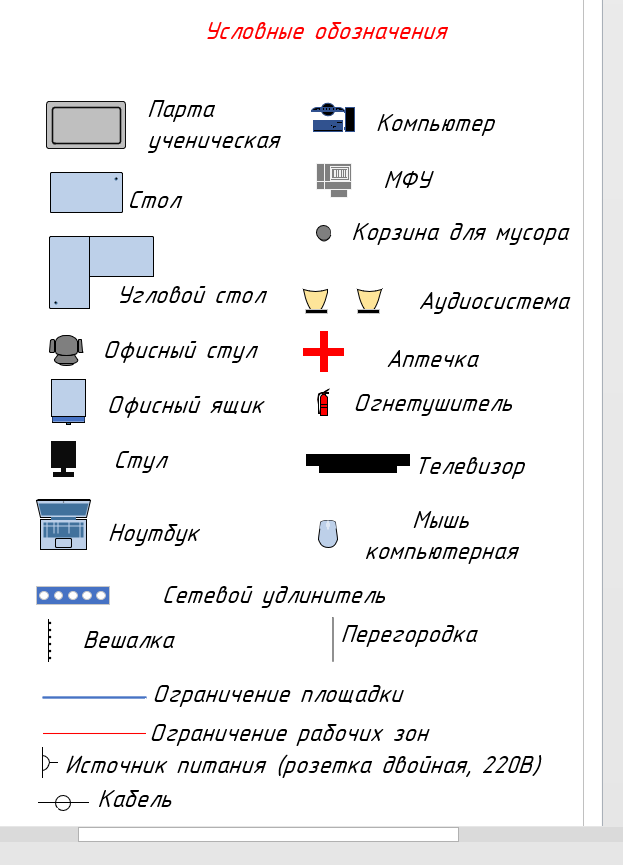 Условные обозначения
Парта
ученическая
Компьютер
Стол
МФУ
Корзина для мусора
Угловой стол
Аудиосистема
Офисный стул
Аптечка
Офисный ящик
Огнетушитель
Стул
Телевизор
Ноутбук
Мышь
компьютерная
Сетевой удлинитель
Вешалка
Перегородка
Ограничение площадки
Ограничение рабочих зон
Источник питания (розетка двойная, 220В)
Кабель